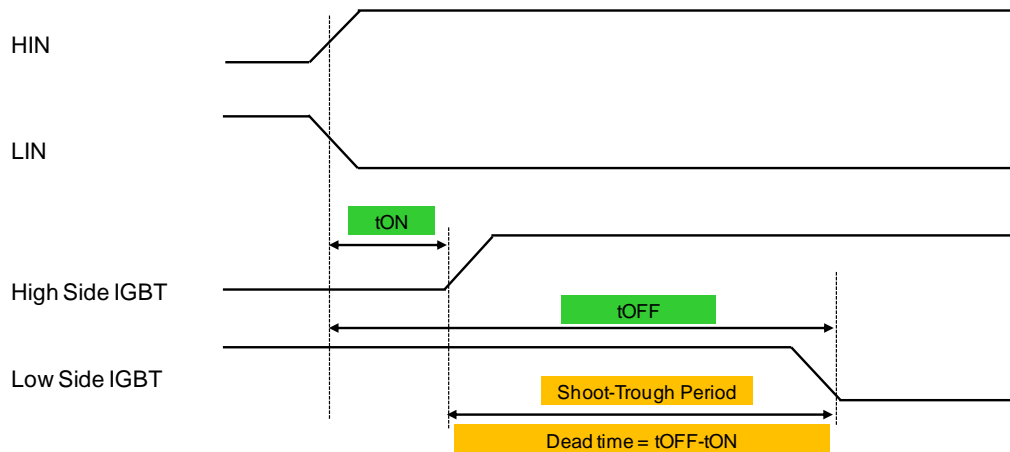 HIN
LIN
tON
High Side IGBT
tOFF
Low Side IGBT
Shoot-Trough Period
Dead time = tOFF-tON